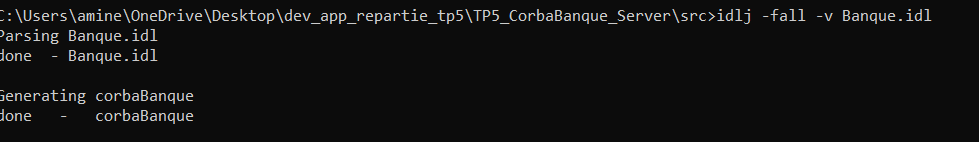 C:\Users\amine\OneDrive\Desktop\dev_app_repartie_tp5\TP5_CorbaBanque_Server\src>idlj -fall -v Banque.idl
Parsing Banque.idl
done  - Banque.idl
Generating corbaBanque
done   -   corbaBanque